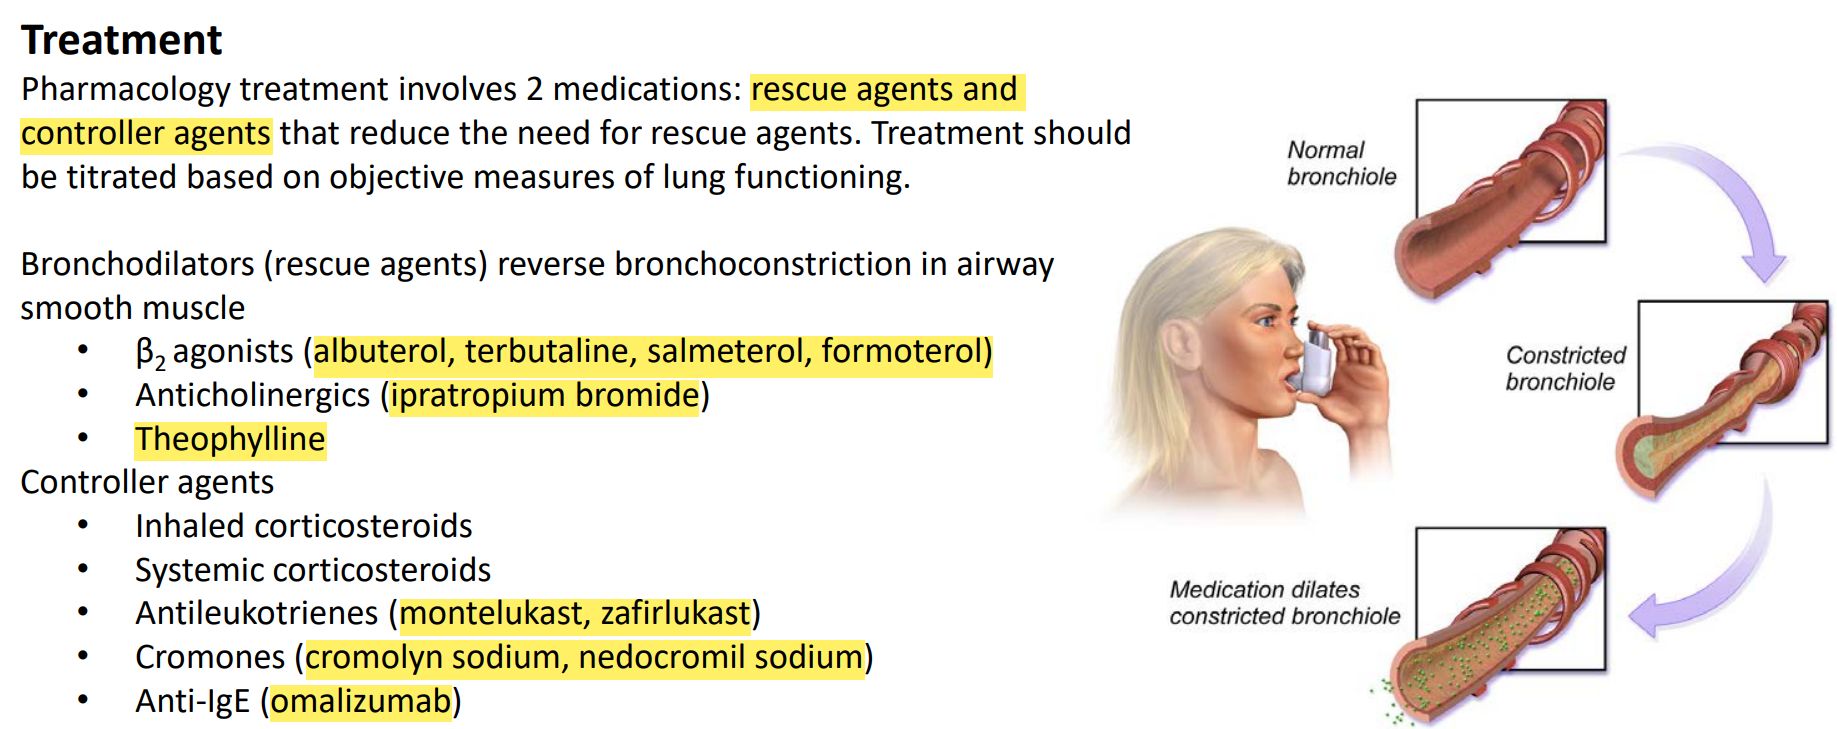 Treatment
Pharmacology treatment involves 2 medications: rescue agents and
controller agents that reduce the need for rescue agents. Treatment should
be titrated based on objective measures of lung functioning.
Bronchodilators (rescue agents) reverse bronchoconstriction in airway
smooth muscle
• β₂ agonists (albuterol, terbutaline, salmeterol, formoterol)
• Anticholinergics (ipratropium bromide)
• Theophylline
Controller agents
• Inhaled corticosteroids
• Systemic corticosteroids
• Antileukotrienes (montelukast, zafirlukast)
• Cromones (cromolyn sodium, nedocromil sodium)
• Anti-IgE (omalizumab)
Normal
bronchiole
Constricted
bronchiole
Medication dilates
constricted bronchiole